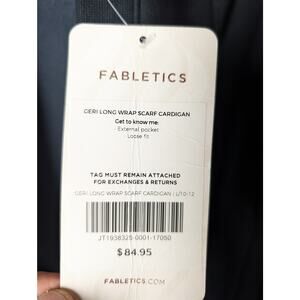 FABLETICS
GERI LONG WRAP SCARF CARDIGAN
Get to know me:
· External pocket
· Loose fit
TAG MUST REMAIN ATTACHED
FOR EXCHANGES & RETURNS
GERI LONG WRAP SCARF CARDIGAN / L/10-12
JT1938325-0001-17050
$84.95
FABLETICS.COM